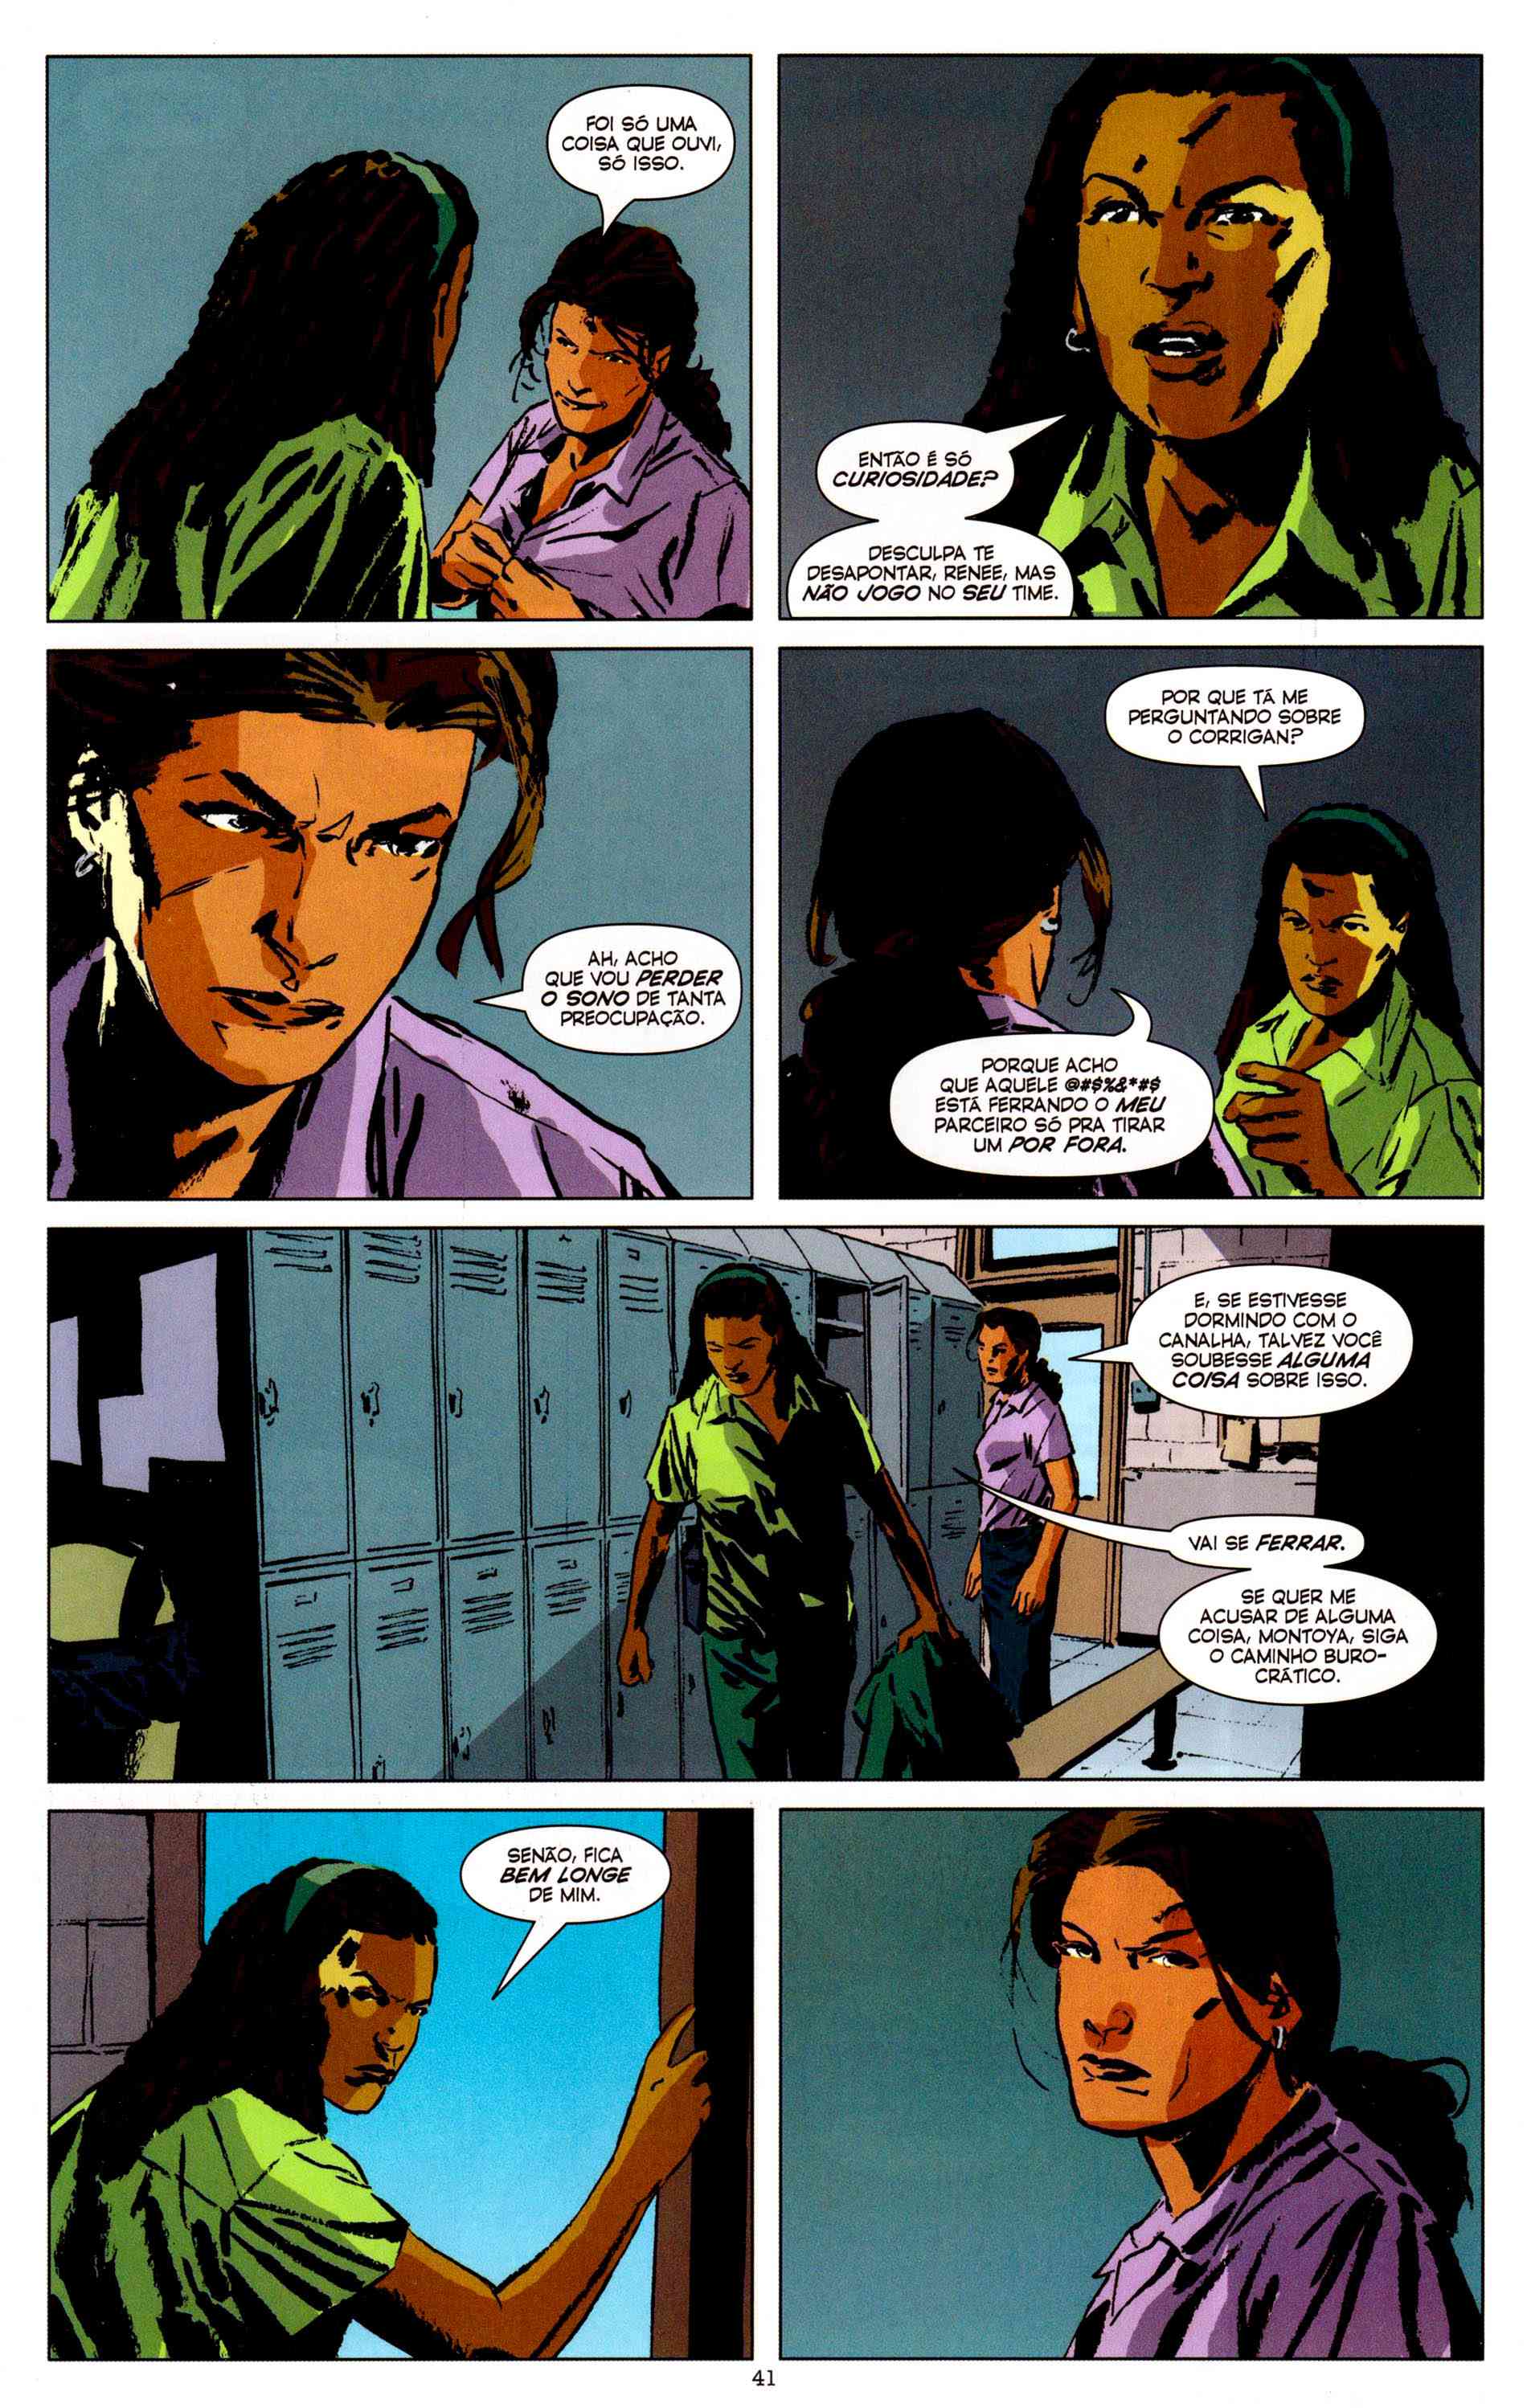 FOI SÓ UMA
COISA QUE OUVI,
SÓ ISSO.
ENTÃO É SÓ
CURIOSIDADE?
DESCULPA TE
DESAPONTAR, RENEE, MAS
NÃO JOGO NO SEU TIME.
AH, ACHO
QUE VOU PERDER
O SONO DE TANTA
PREOCUPAÇÃO.
POR QUE TÁ ME
PERGUNTANDO SOBRE
O CORRIGAN?
PORQUE ACHO
QUE AQUELE @#$%&*#$
ESTÁ FERRANDO O MEU
PARCEIRO SÓ PRA TIRAR
UM POR FORA.
E, SE ESTIVESSE
DORMINDO COM O
CANALHA, TALVEZ VOCÊ
SOUBESSE ALGUMA
COISA SOBRE ISSO.
VAI SE FERRAR.
SE QUER ME
ACUSAR DE ALGUMA
COISA, MONTOYA, SIGA
O CAMINHO BURO-
CRÁTICO.
SENÃO, FICA
BEM LONGE
DE MIM.
41